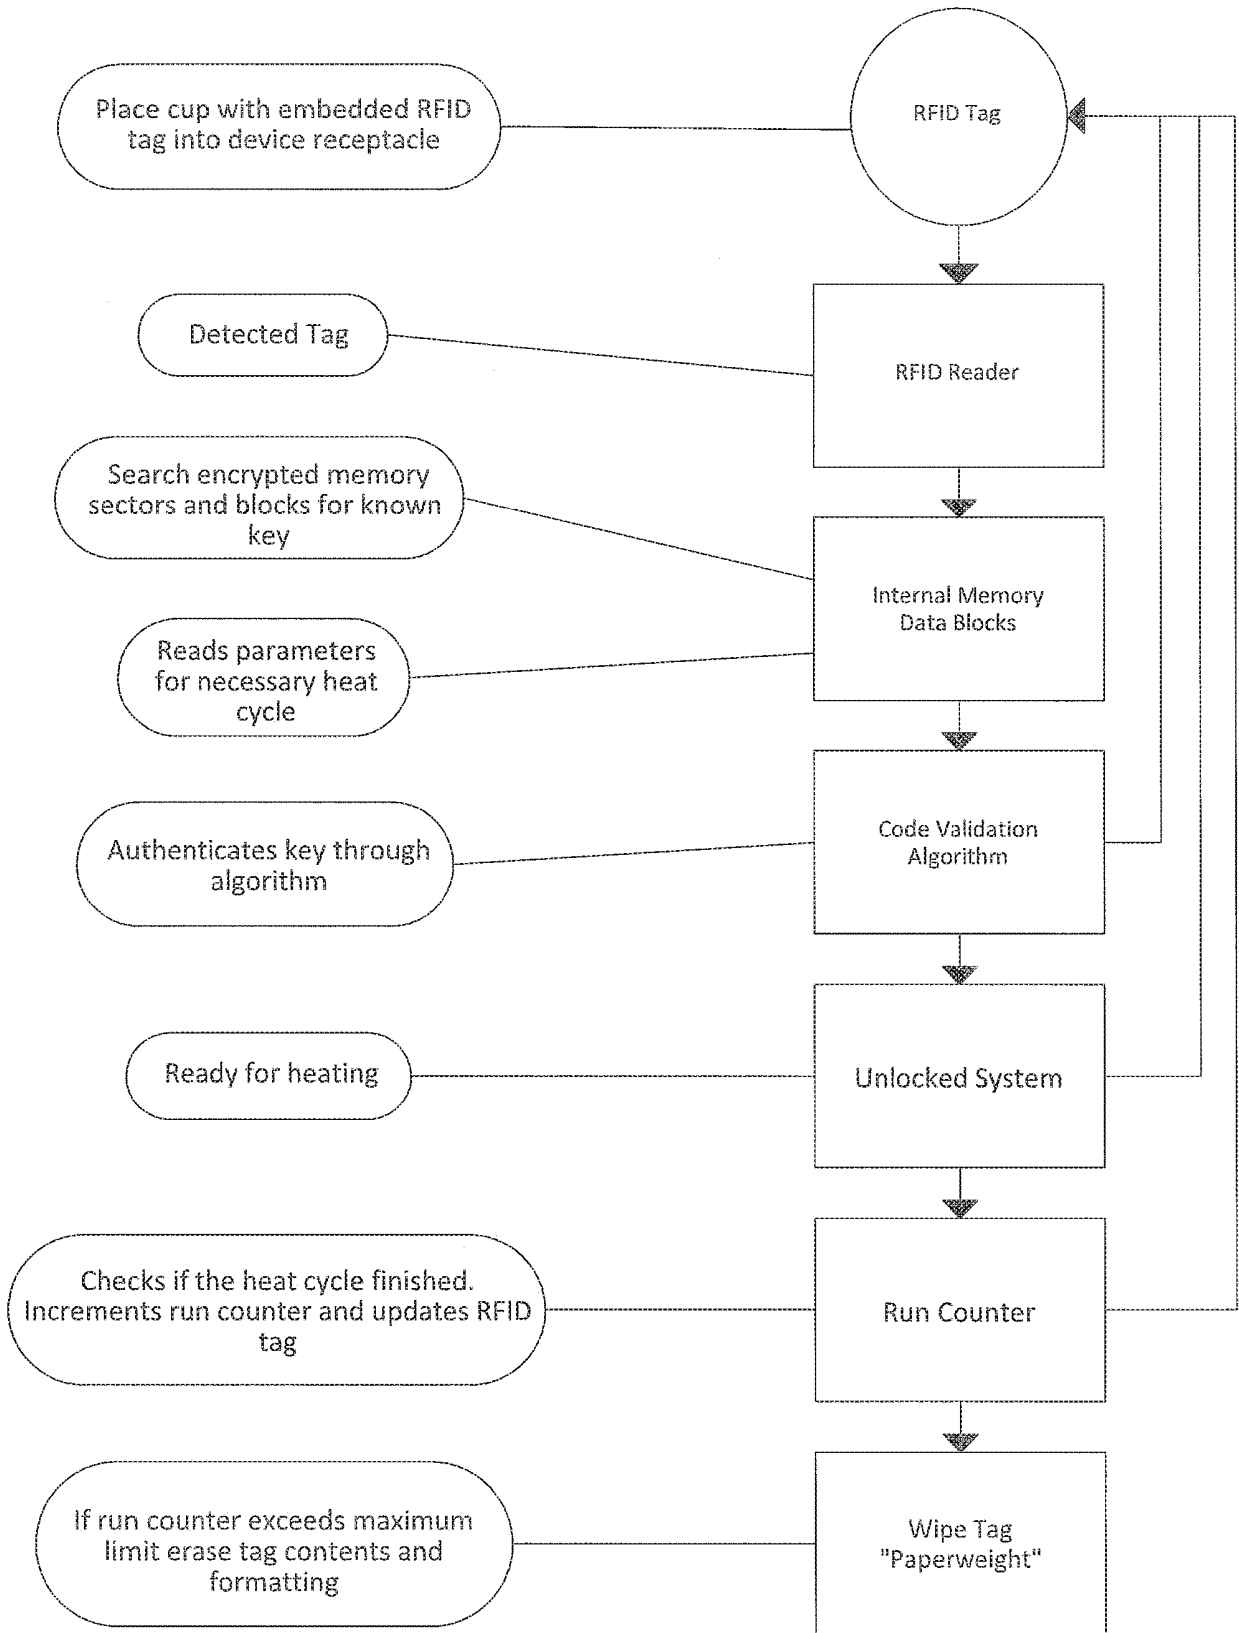 Place cup with embedded RFID
tag into device receptacle
RFID Tag
Detected Tag
RFID Reader
Search encrypted memory
sectors and blocks for known
key
Internal Memory
Data Blocks
Reads parameters
for necessary heat
cycle
Code Validation
Algorithm
Authenticates key through
algorithm
Ready for heating
Unlocked System
Checks if the heat cycle finished.
Increments run counter and updates RFID
tag
Run Counter
If run counter exceeds maximum
limit erase tag contents and
formatting
Wipe Tag
"Paperweight"